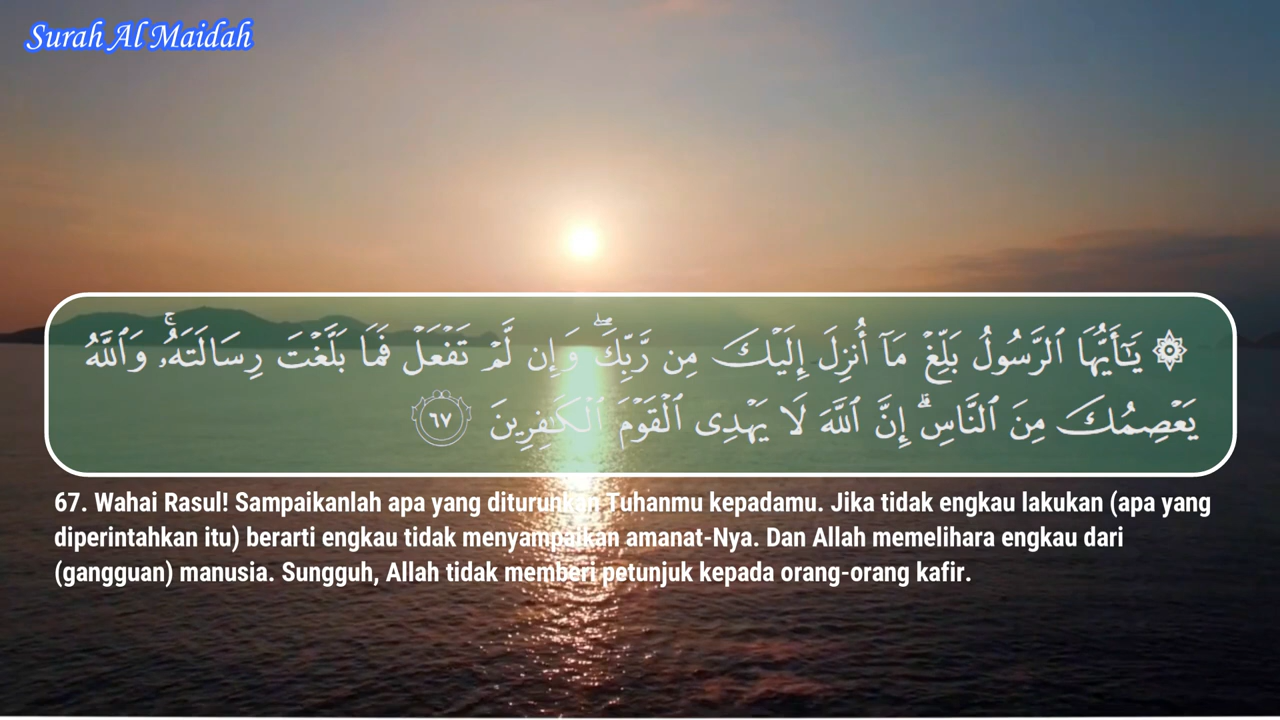 Surah Al Maidah
۞ يَـٰٓأَيُّهَا ٱلرَّسُولُ بَلِّغْ مَآ أُنزِلَ إِلَيْكَ مِن رَّبِّكَ ۖ وَإِن لَّمْ تَفْعَلْ فَمَا بَلَّغْتَ رِسَالَتَهُۥ ۚ وَٱللَّهُ
يَعْصِمُكَ مِنَ ٱلنَّاسِ ۗ إِنَّ ٱللَّهَ لَا يَهْدِى ٱلْقَوْمَ ٱلْكَـٰفِرِينَ ٦٧
67. Wahai Rasul! Sampaikanlah apa yang diturunkan Tuhanmu kepadamu. Jika tidak engkau lakukan (apa yang
diperintahkan itu) berarti engkau tidak menyampaikan amanat-Nya. Dan Allah memelihara engkau dari
(gangguan) manusia. Sungguh, Allah tidak memberi petunjuk kepada orang-orang kafir.